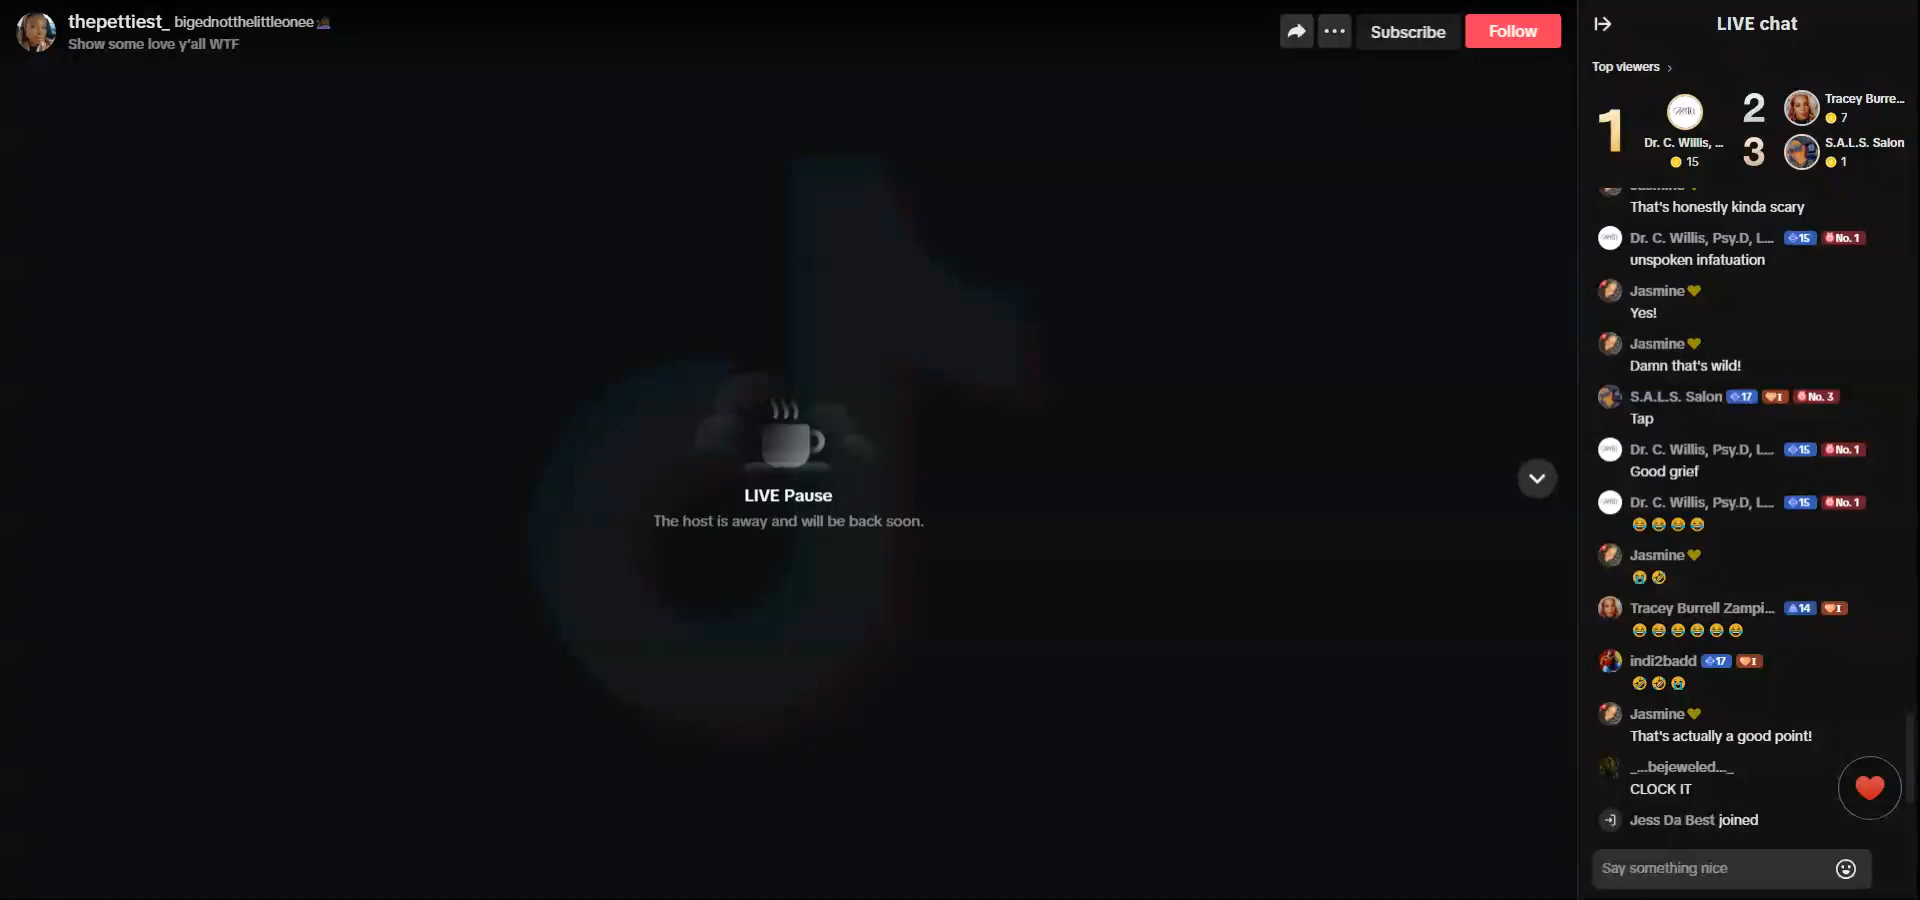 thepettiest_ bigednotthelittleonee
Show some love y'all WTF
Subscribe
Follow
LIVE Pause
The host is away and will be back soon.
LIVE chat
Top viewers
1
Dr. C. Willis, ...
15
2
Tracey Burre...
7
3
S.A.L.S. Salon
1
That's honestly kinda scary
Dr. C. Willis, Psy.D, L... 15 No. 1
unspoken infatuation
Jasmine💛
Yes!
Jasmine💛
Damn that's wild!
S.A.L.S. Salon 17 I No. 3
Tap
Dr. C. Willis, Psy.D, L... 15 No. 1
Good grief
Dr. C. Willis, Psy.D, L... 15 No. 1
😂😂😂😂
Jasmine💛
😭🤣
Tracey Burrell Zampi... 14 I
😂😂😂😂😂😂
indi2badd 17 I
🤣🤣😭
Jasmine💛
That's actually a good point!
_...bejeweled..._
CLOCK IT
Jess Da Best joined
Say something nice